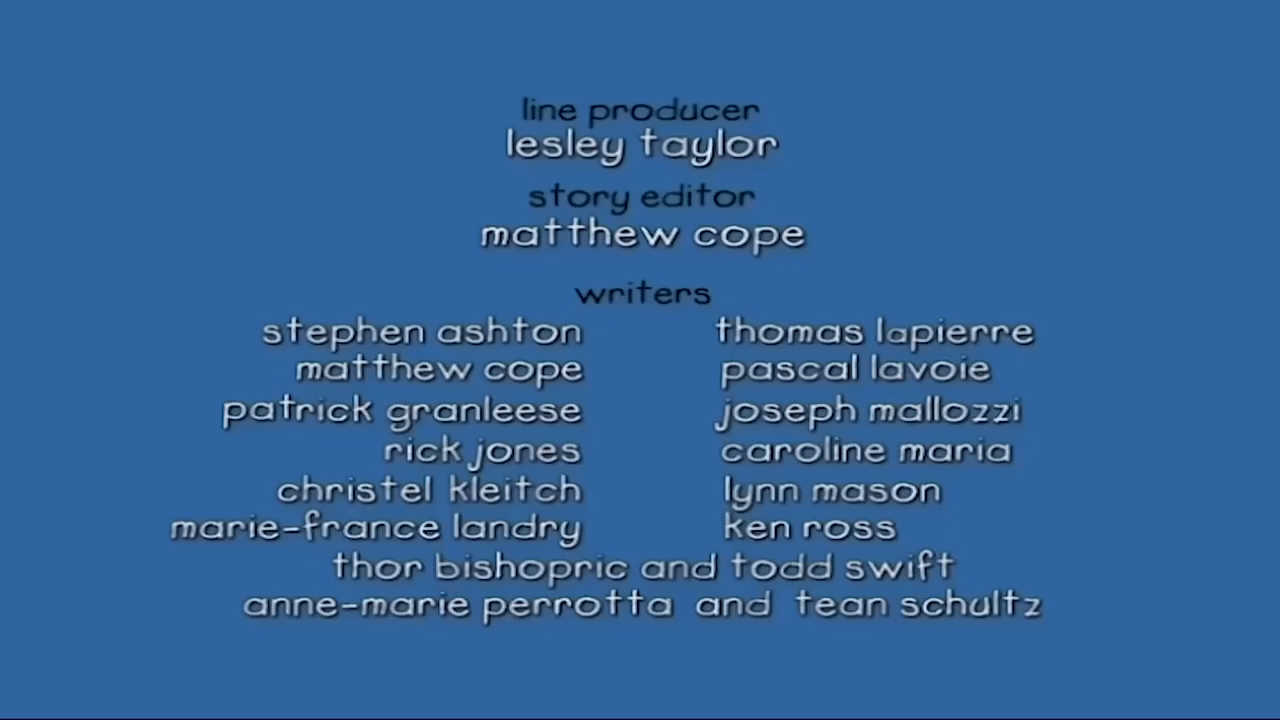 line producer
lesley taylor
story editor
matthew cope
writers
stephen ashton thomas lapierre
matthew cope pascal lavoie
patrick granleese joseph mallozzi
rick jones caroline maria
christel kleitch lynn mason
marie-france landry ken ross
thor bishopric and todd swift
anne-marie perrotta and tean schultz